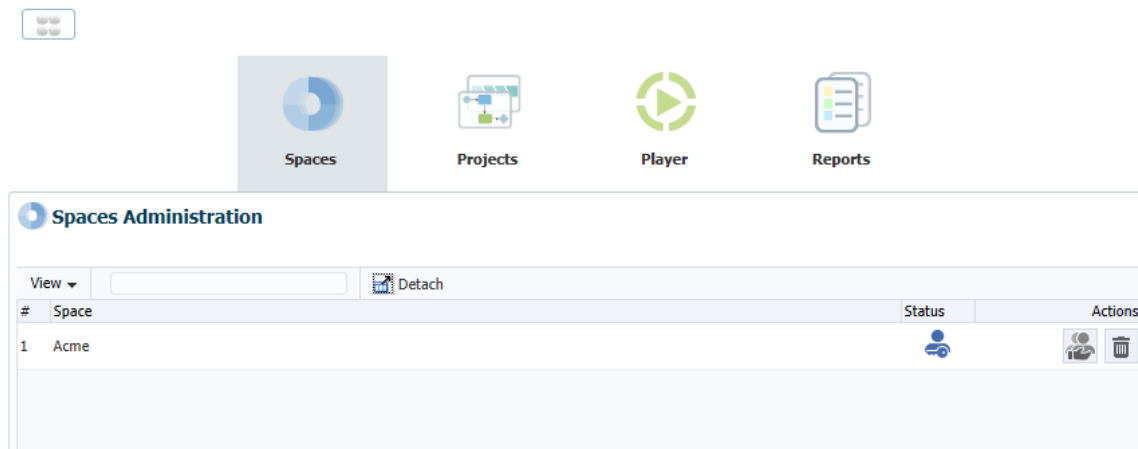 Spaces Projects Player Reports
Spaces Administration
View Detach
# Space Status Actions
1 Acme